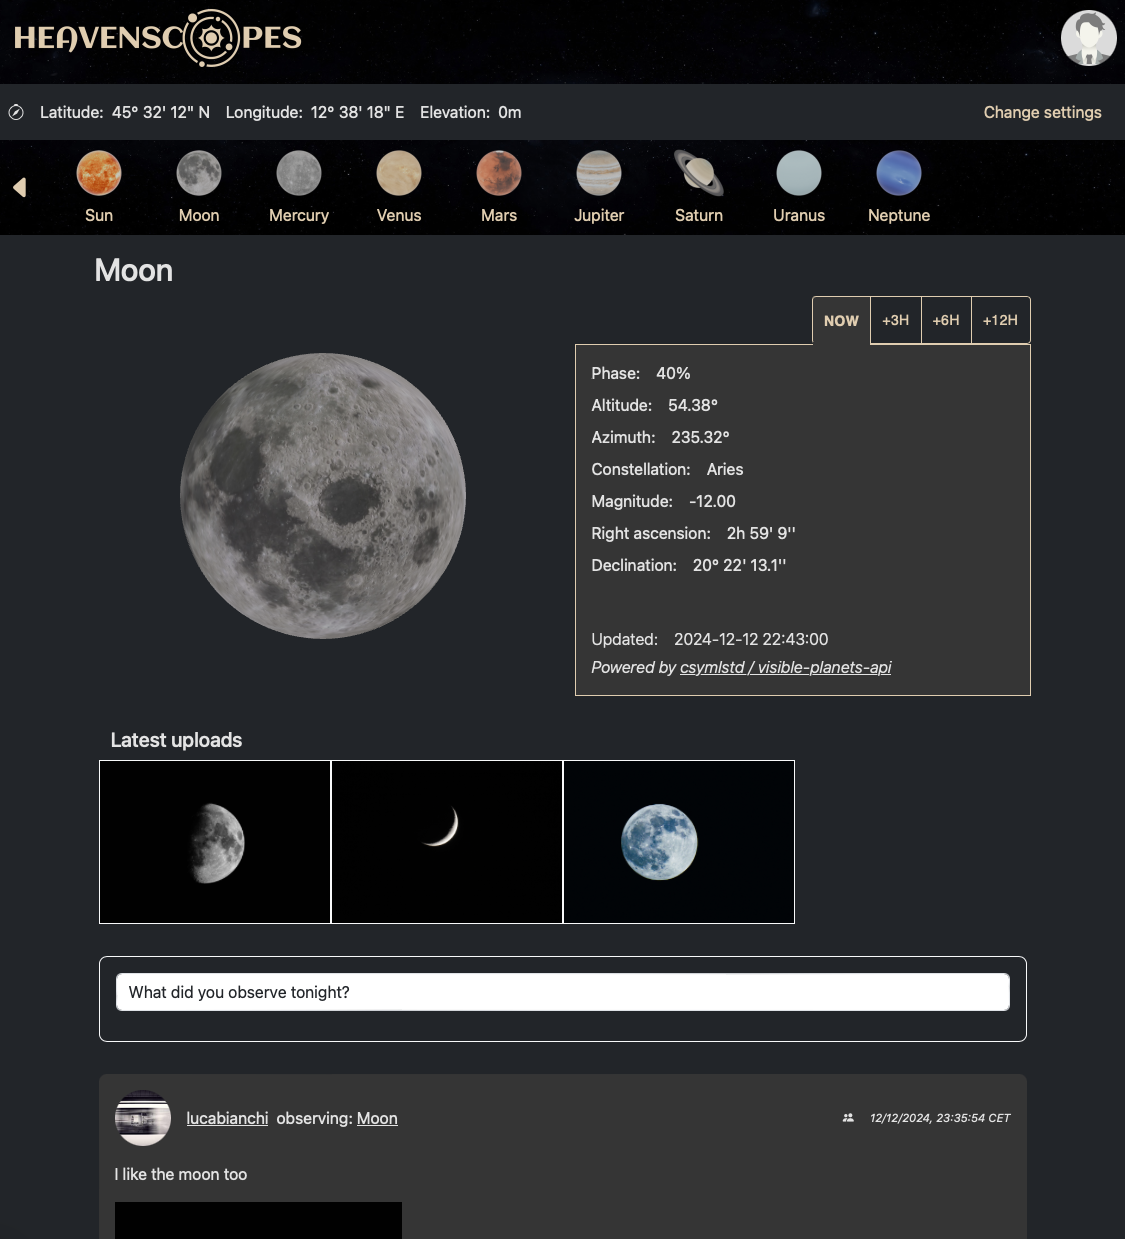 HEAVENSCOPES
Latitude: 45° 32' 12" N Longitude: 12° 38' 18" E Elevation: 0m Change settings
Sun Moon Mercury Venus Mars Jupiter Saturn Uranus Neptune
Moon
NOW +3H +6H +12H
Phase: 40%
Altitude: 54.38°
Azimuth: 235.32°
Constellation: Aries
Magnitude: -12.00
Right ascension: 2h 59' 9''
Declination: 20° 22' 13.1''
Updated: 2024-12-12 22:43:00
Powered by csymlstd / visible-planets-api
Latest uploads
What did you observe tonight?
lucabianchi observing: Moon 12/12/2024, 23:35:54 CET
I like the moon too